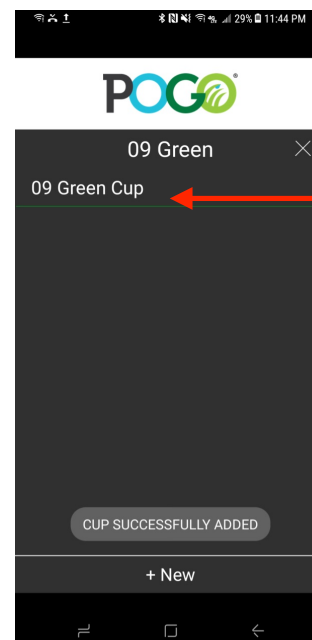 29% 11:44 PM
POGO®
09 Green
09 Green Cup
CUP SUCCESSFULLY ADDED
+ New